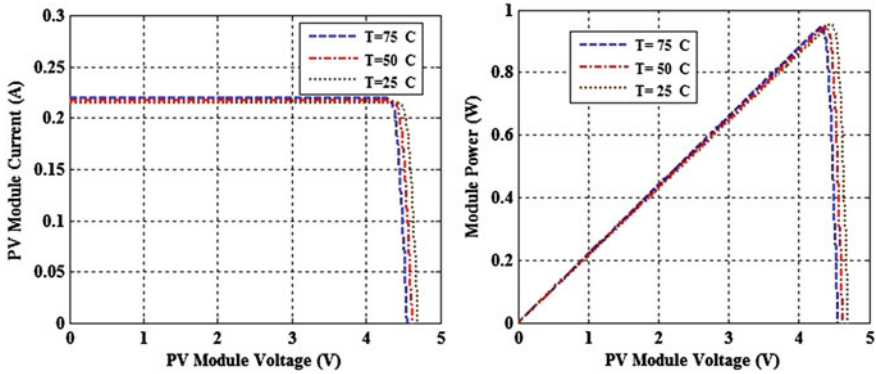 PV Module Current (A)
0.3
0.25
0.2
0.15
0.1
0.05
0
T=75 C
T=50 C
T=25 C
0 1 2 3 4 5
PV Module Voltage (V)
Module Power (W)
1
0.8
0.6
0.4
0.2
0
T= 75 C
T= 50 C
T= 25 C
0 1 2 3 4 5
PV Module Voltage (V)